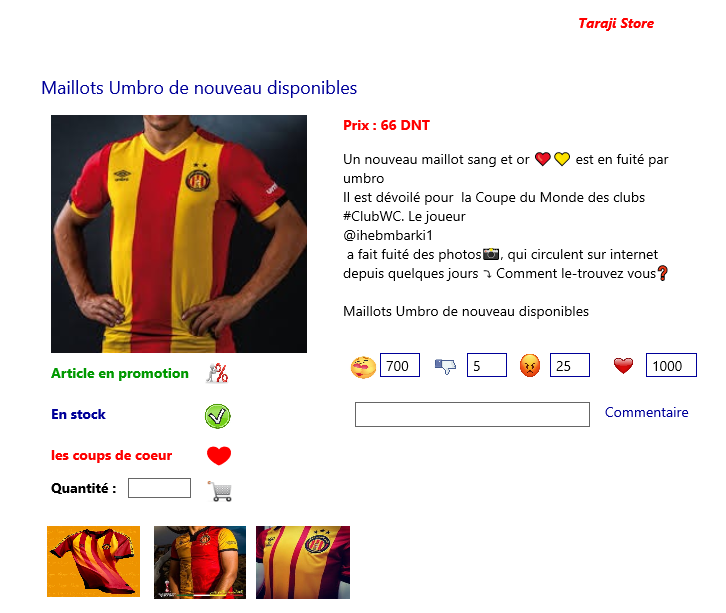 Taraji Store
Maillots Umbro de nouveau disponibles
Prix : 66 DNT
Un nouveau maillot sang et or ❤️💛 est en fuité par
umbro
Il est dévoilé pour  la Coupe du Monde des clubs
#ClubWC. Le joueur
@ihebmbarki1
a fait fuité des photos📸, qui circulent sur internet
depuis quelques jours ⤵ Comment le-trouvez vous❓
Maillots Umbro de nouveau disponibles
700 5 25 1000
Commentaire
Article en promotion
En stock
les coups de coeur
Quantité :
umbro